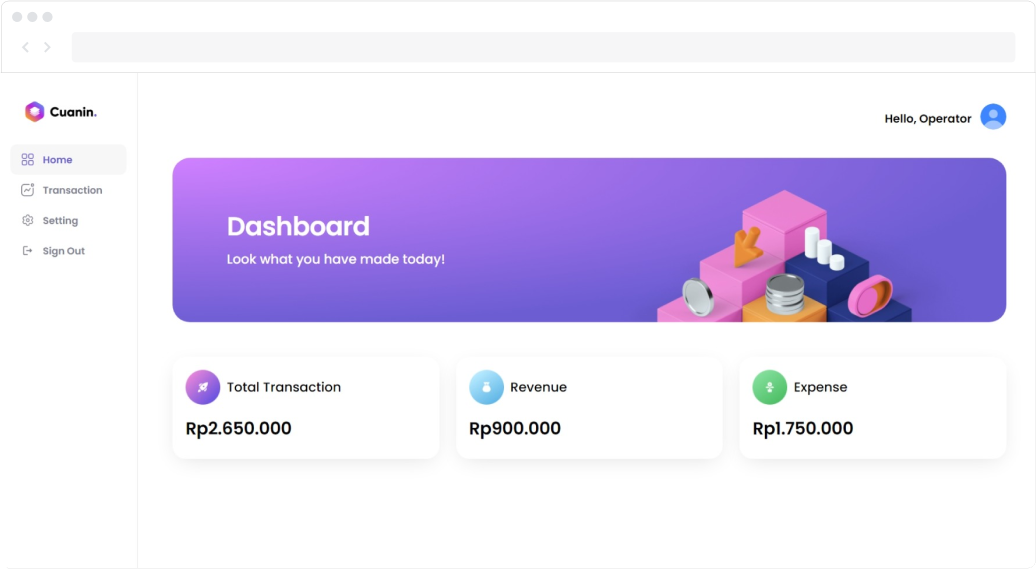 Cuanin.
Hello, Operator
Home
Transaction
Setting
Sign Out
Dashboard
Look what you have made today!
Total Transaction
Rp2.650.000
Revenue
Rp900.000
Expense
Rp1.750.000